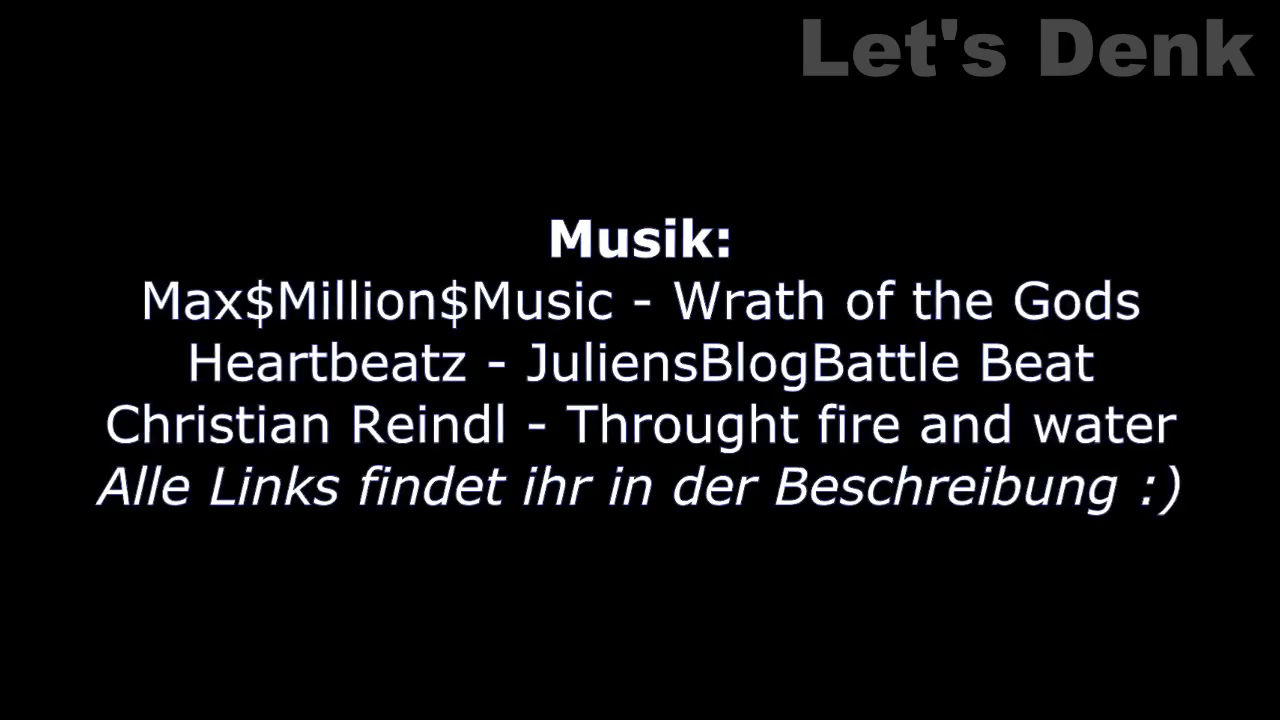 Let's Denk
Musik:
Max$Million$Music - Wrath of the Gods
Heartbeatz - JuliensBlogBattle Beat
Christian Reindl - Throught fire and water
Alle Links findet ihr in der Beschreibung :)